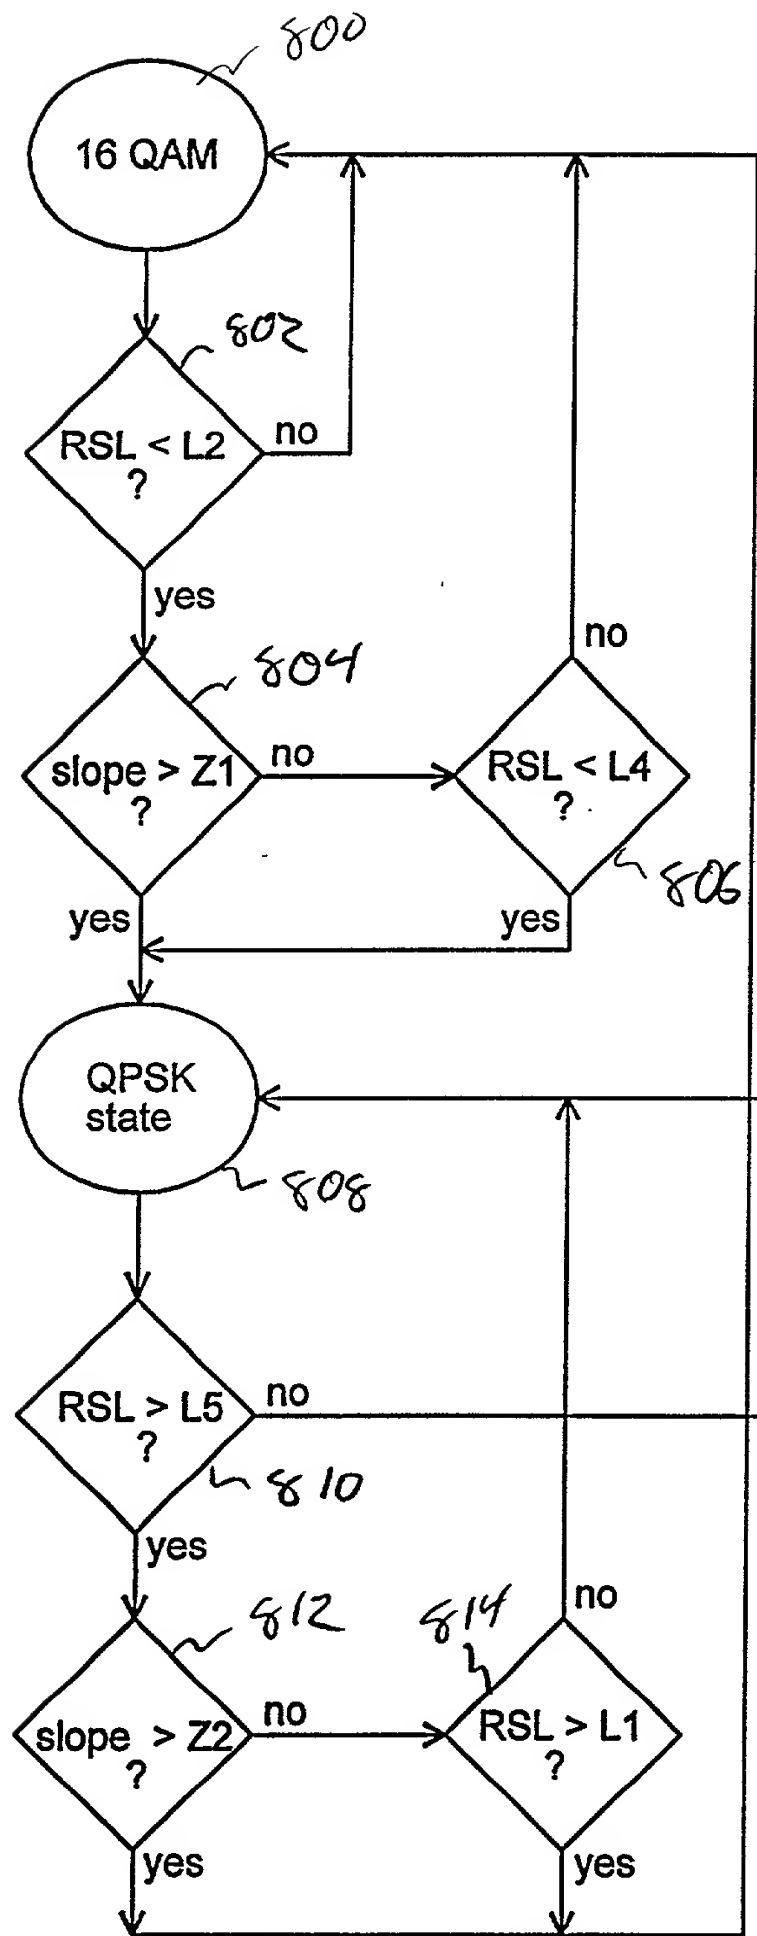 800
16 QAM
802
RSL < L2
?
no
yes
804
no
slope > Z1
?
no
RSL < L4
?
806
yes
yes
QPSK
state
808
RSL > L5
?
no
810
yes
812
814
no
slope > Z2
?
no
RSL > L1
?
yes
yes